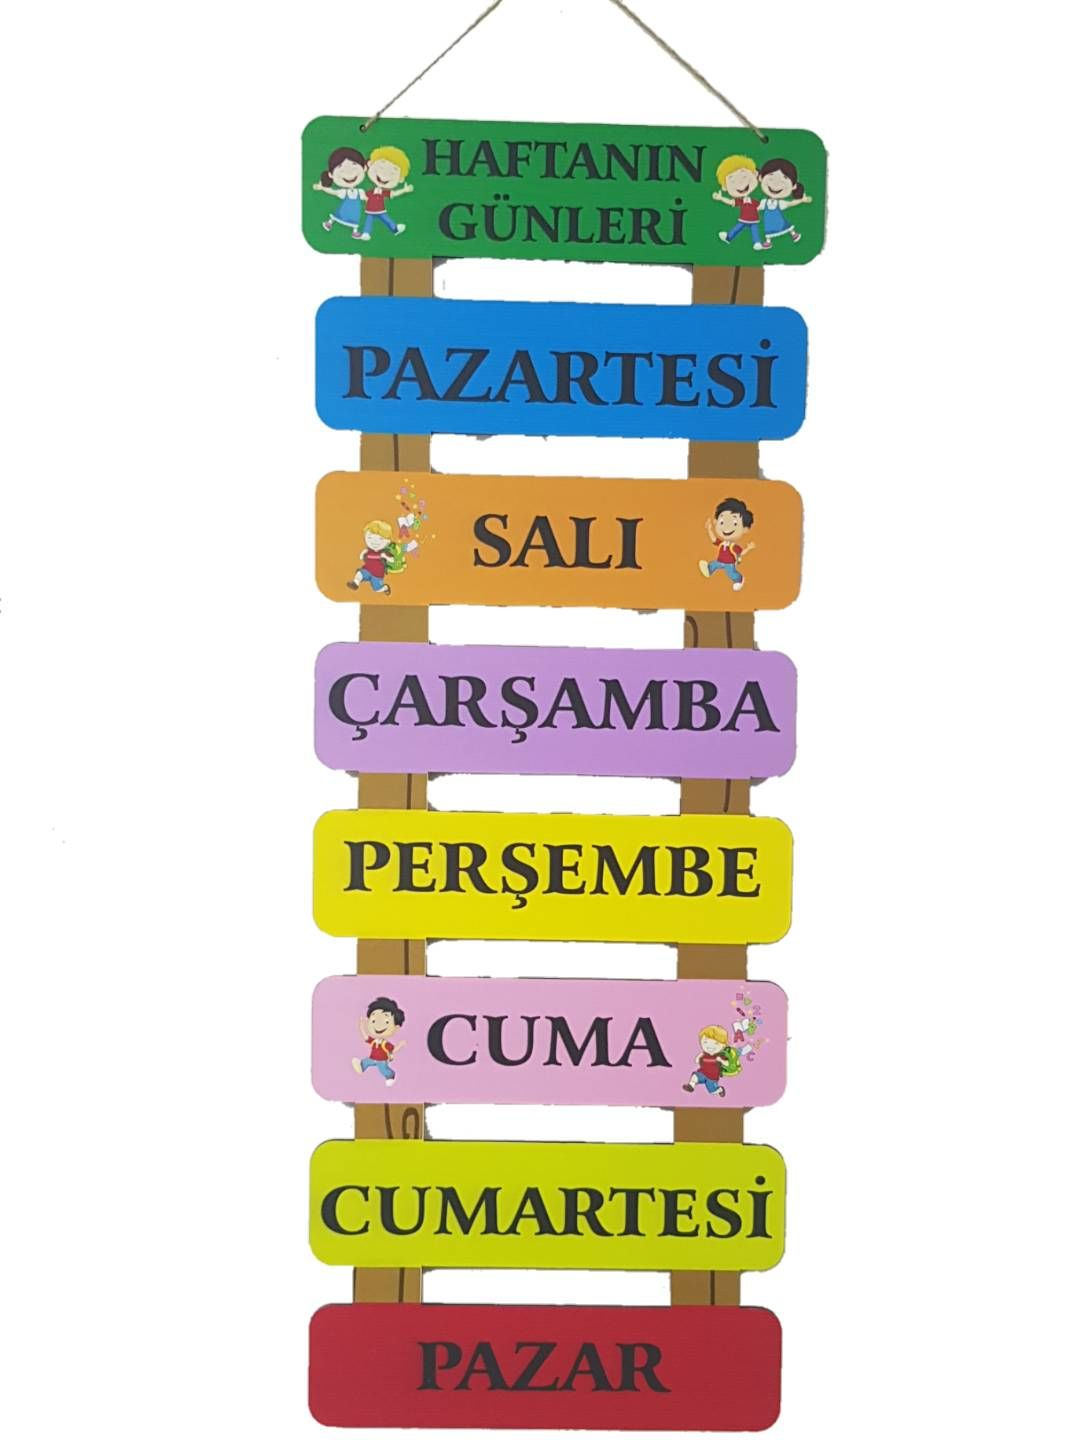 HAFTANIN
GÜNLERİ
PAZARTESİ
SALI
ÇARŞAMBA
PERŞEMBE
CUMA
CUMARTESİ
PAZAR